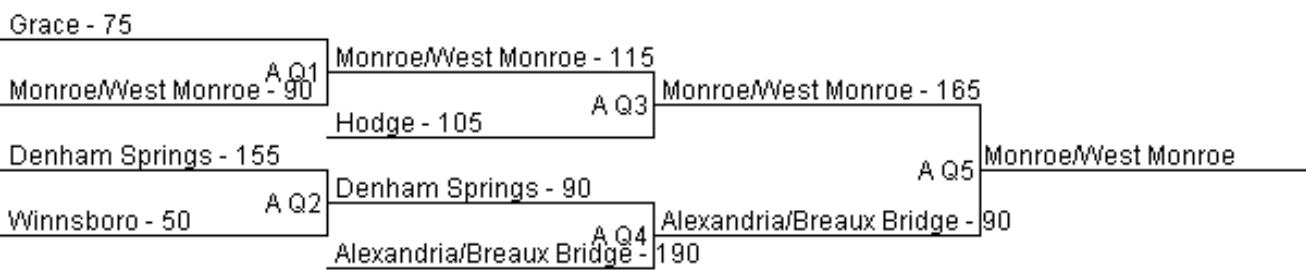 Grace - 75
A Q1
Monroe/West Monroe - 90
Monroe/West Monroe - 115
A Q3
Hodge - 105
Monroe/West Monroe - 165
Denham Springs - 155
A Q2
Winnsboro - 50
Denham Springs - 90
A Q4
Alexandria/Breaux Bridge - 190
Alexandria/Breaux Bridge - 90
A Q5
Monroe/West Monroe